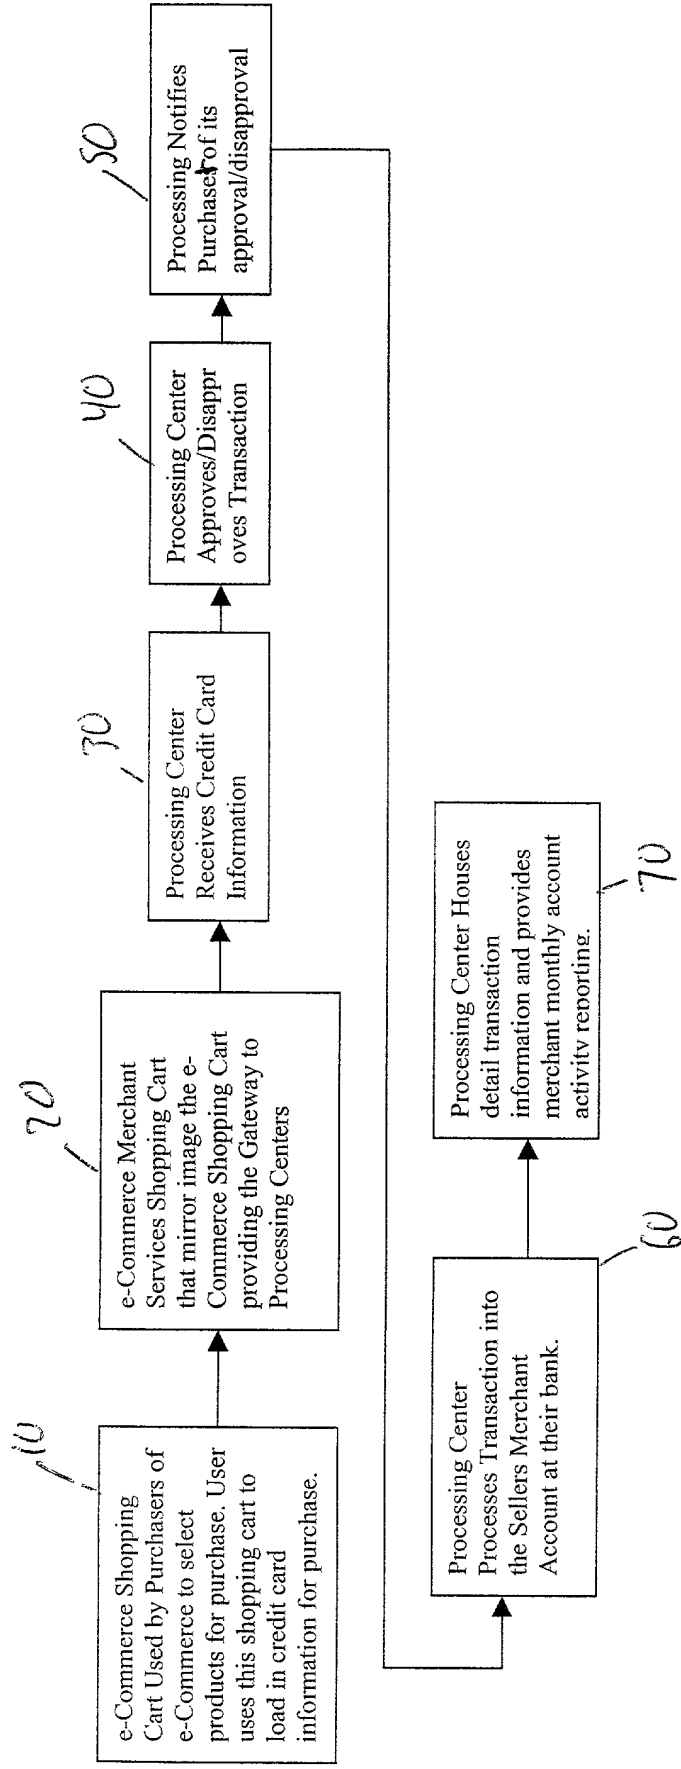 10
e-Commerce Shopping
Cart Used by Purchasers of
e-Commerce to select
products for purchase. User
uses this shopping cart to
load in credit card
information for purchase.
20
e-Commerce Merchant
Services Shopping Cart
that mirror image the e-
Commerce Shopping Cart
providing the Gateway to
Processing Centers
30
Processing Center
Receives Credit Card
Information
40
Processing Center
Approves/Disappr
oves Transaction
50
Processing Notifies
Purchaser of its
approval/disapproval
Processing Center
Processes Transaction into
the Sellers Merchant
Account at their bank.
60
Processing Center Houses
detail transaction
information and provides
merchant monthly account
activity reporting.
70